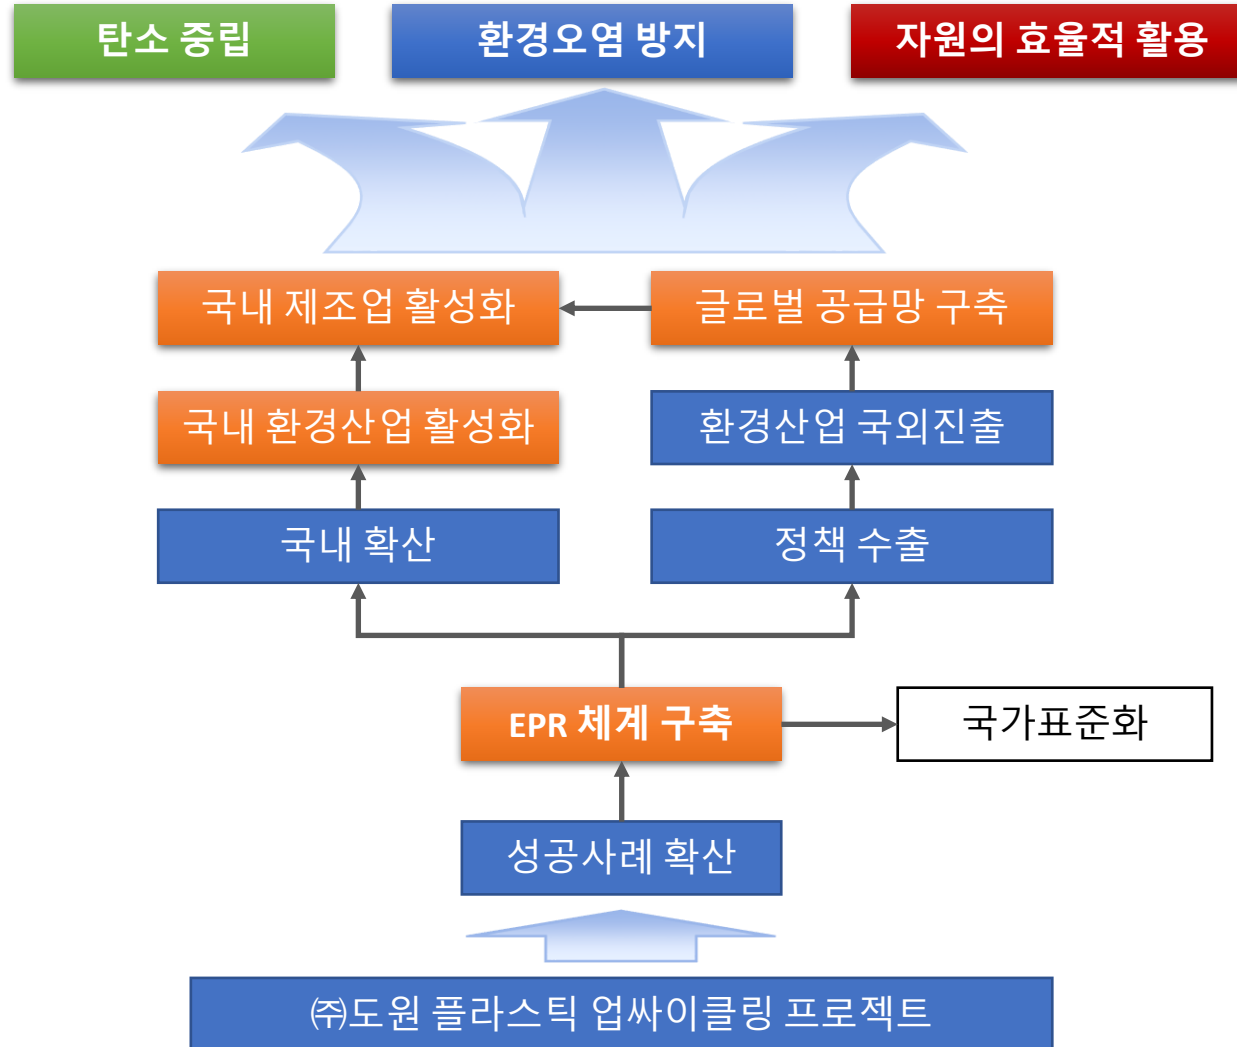 탄소 중립
환경오염 방지
자원의 효율적 활용
국내 제조업 활성화
글로벌 공급망 구축
국내 환경산업 활성화
환경산업 국외진출
국내 확산
정책 수출
EPR 체계 구축
국가표준화
성공사례 확산
㈜도원 플라스틱 업싸이클링 프로젝트